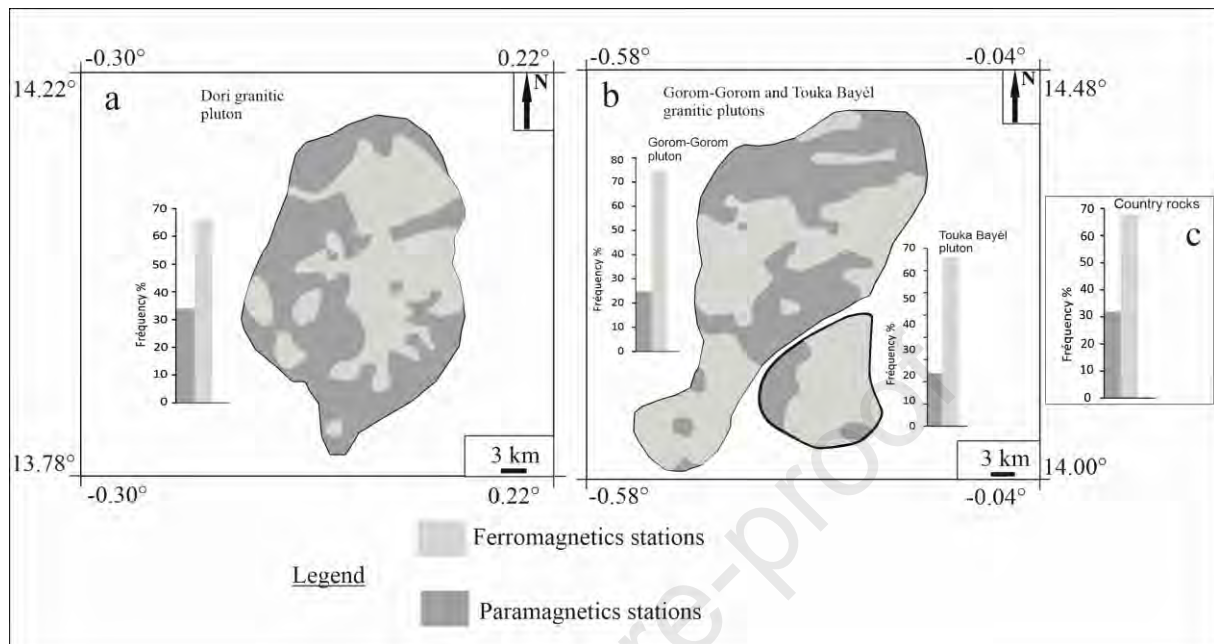 -0.30°
0.22°
14.22°
a
Dori granitic
pluton
N
70
60
50
40
30
20
10
0
Fréquency %
3 km
13.78°
-0.30°
0.22°
-0.58°
-0.04°
14.48°
b
Gorom-Gorom and Touka Bayèl
granitic plutons
N
Gorom-Gorom
pluton
80
70
60
50
40
30
20
10
0
Fréquency %
Touka Bayèl
pluton
70
60
50
40
40
30
20
10
0
Fréquency %
3 km
14.00°
-0.58°
-0.04°
Country rocks
c
70
60
50
40
30
20
10
0
Fréquency %
Legend
Ferromagnetics stations
Paramagnetics stations
re-proof